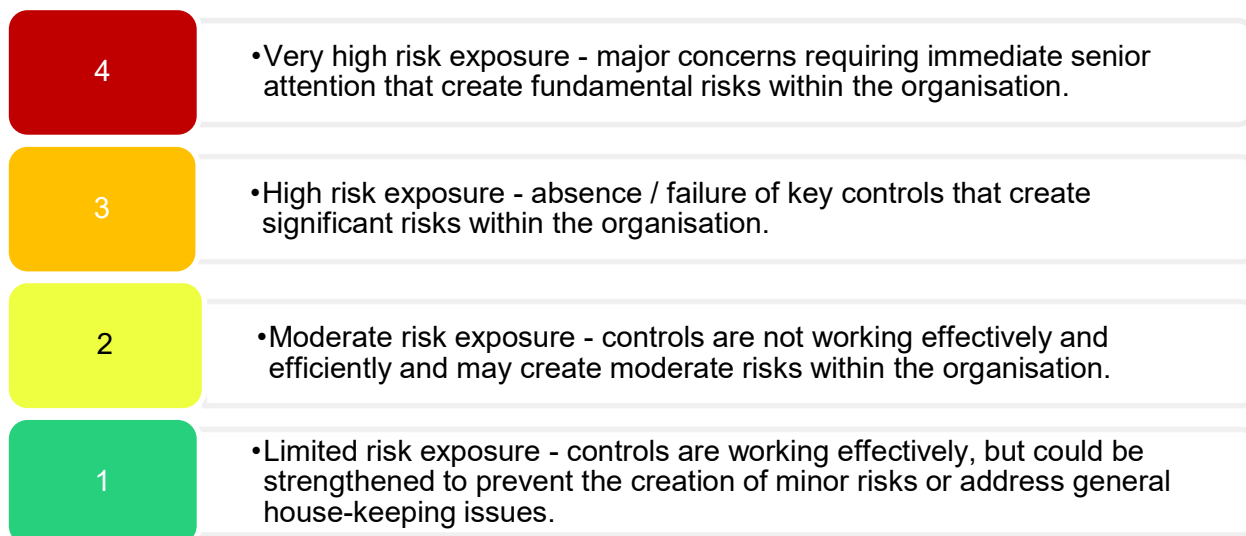 4
•Very high risk exposure - major concerns requiring immediate senior
attention that create fundamental risks within the organisation.
3
•High risk exposure - absence / failure of key controls that create
significant risks within the organisation.
2
•Moderate risk exposure - controls are not working effectively and
efficiently and may create moderate risks within the organisation.
1
•Limited risk exposure - controls are working effectively, but could be
strengthened to prevent the creation of minor risks or address general
house-keeping issues.